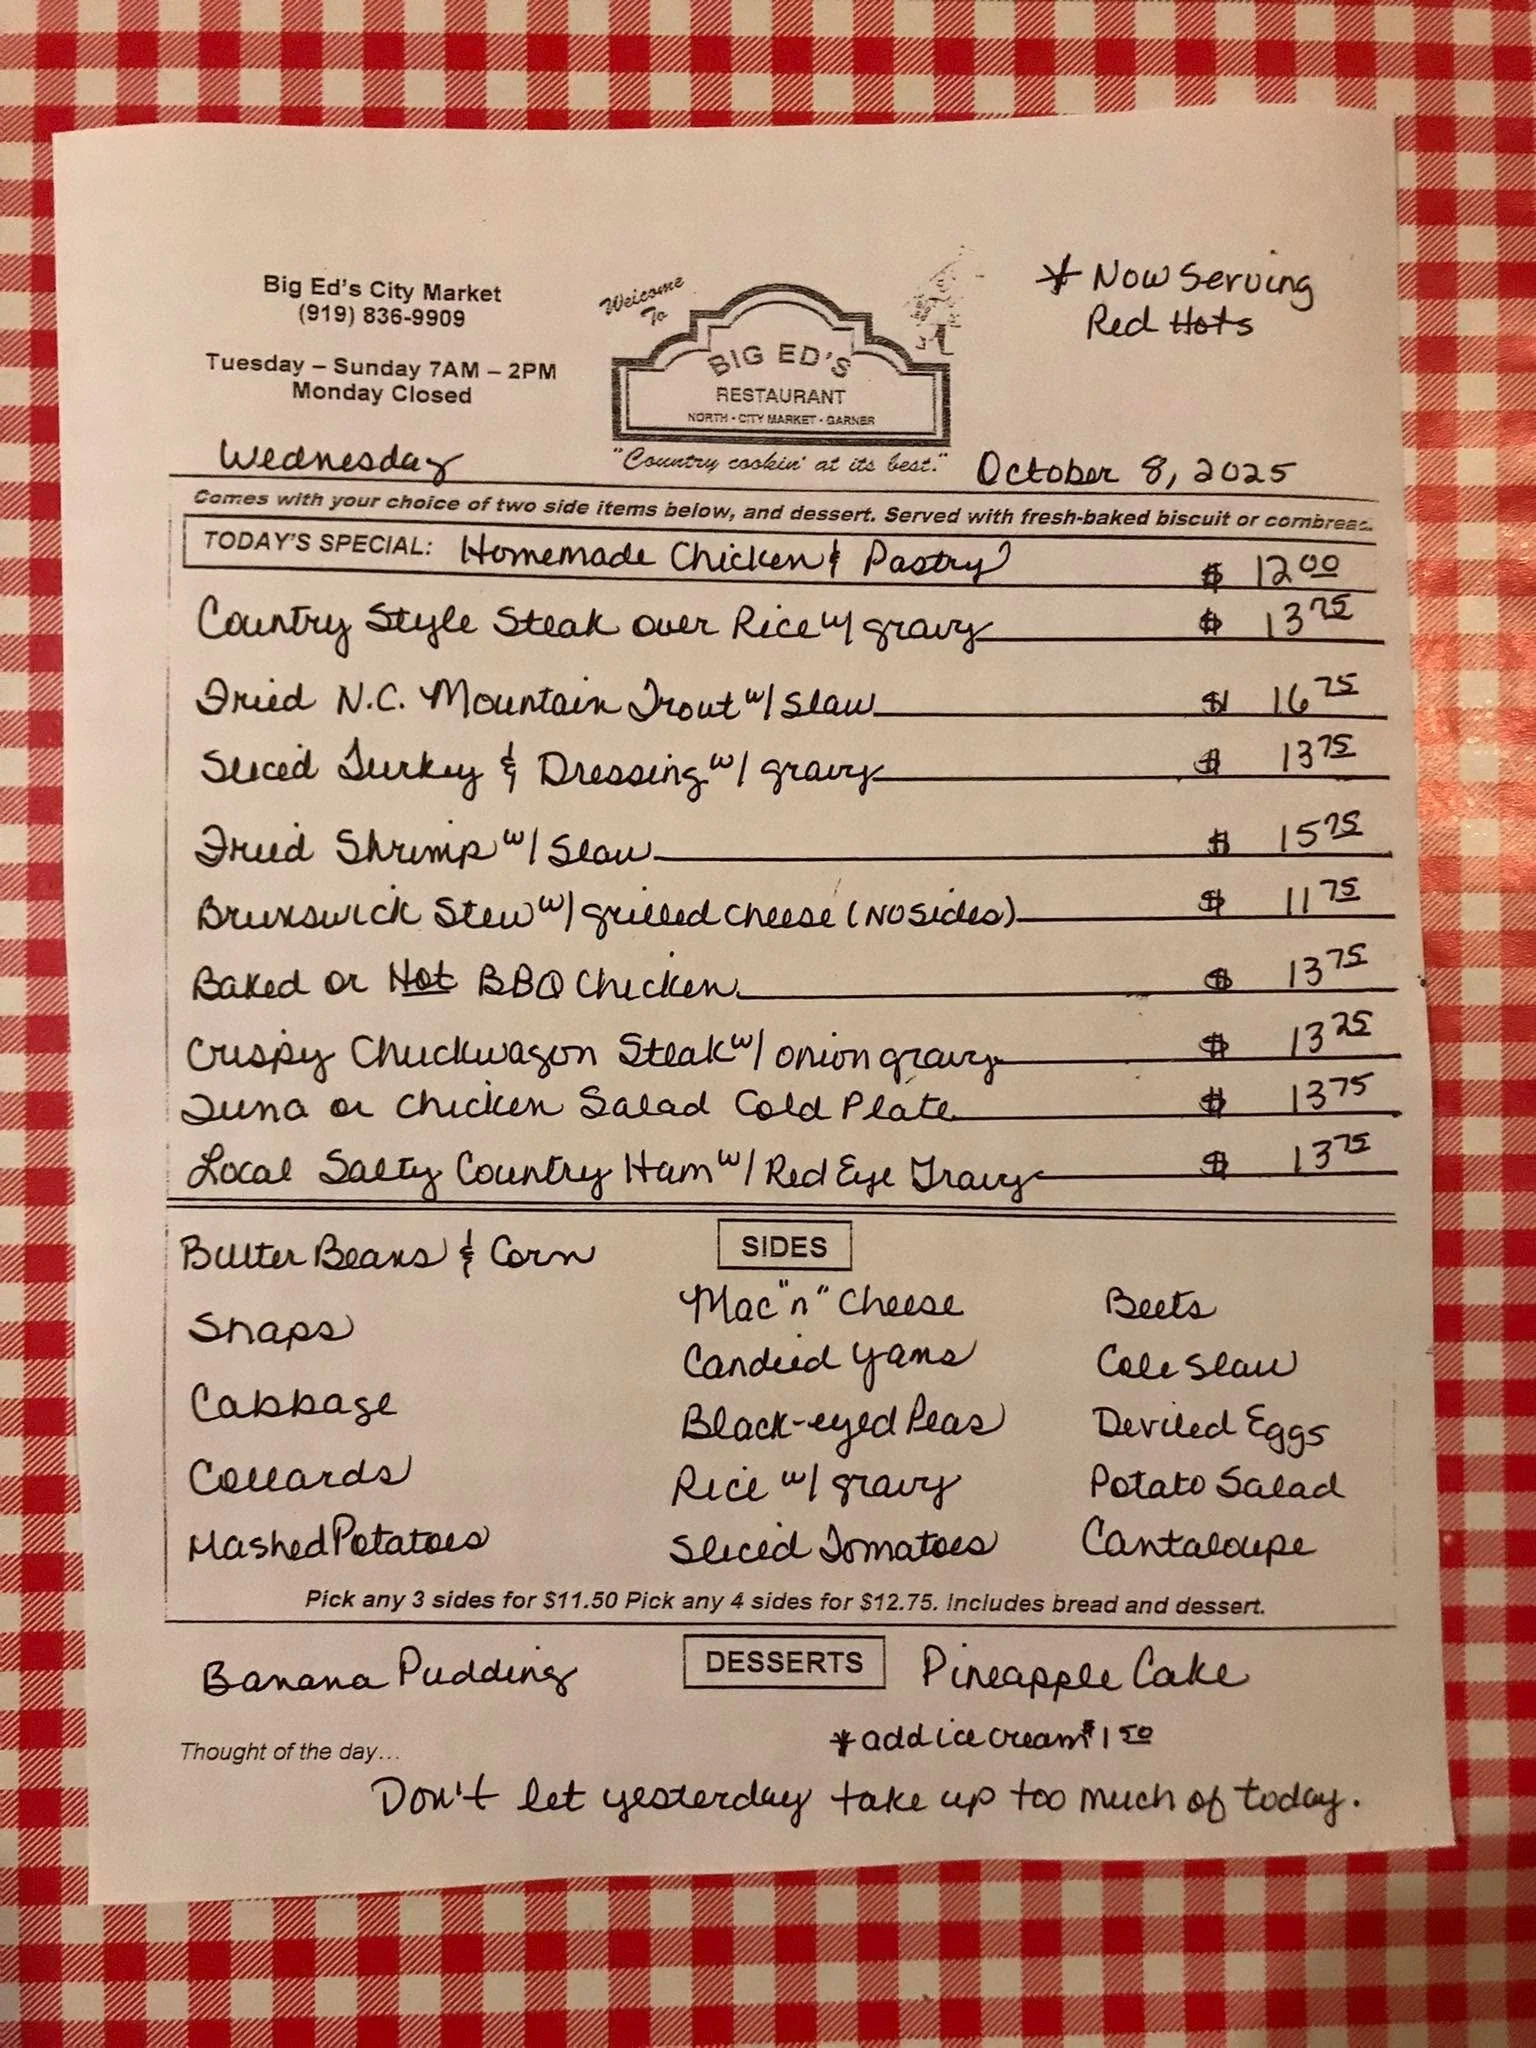 Big Ed's City Market
(919) 836-9909
Tuesday – Sunday 7AM – 2PM
Monday Closed
Welcome
To
BIG ED'S
RESTAURANT
NORTH - CITY MARKET - GARNER
"Country cookin' at its best."
* Now Serving
Red Hots
Wednesday
October 8, 2025
Comes with your choice of two side items below, and dessert. Served with fresh-baked biscuit or cornbread.
TODAY'S SPECIAL: Homemade Chicken & Pastry $ 12 00
Country Style Steak over Rice w/ gravy $ 13 75
Fried N.C. Mountain Trout w/ Slaw $ 16 75
Sliced Turkey & Dressing w/ gravy $ 13 75
Fried Shrimp w/ Slaw $ 15 75
Brunswick Stew w/ grilled cheese (NO Sides) $ 11 75
Baked or Hot BBQ Chicken $ 13 75
Crispy Chuckwagon Steak w/ onion gravy $ 13 75
Tuna or Chicken Salad Cold Plate $ 13 75
Local Salty Country Ham w/ Red Eye Gravy $ 13 75
SIDES
Butter Beans & Corn
Snaps
Cabbage
Collards
Mashed Potatoes
Mac "n" Cheese
Candied Yams
Black-eyed Peas
Rice w/ gravy
Sliced Tomatoes
Beets
Cole Slaw
Deviled Eggs
Potato Salad
Cantaloupe
Pick any 3 sides for $11.50 Pick any 4 sides for $12.75. Includes bread and dessert.
DESSERTS
Banana Pudding
Pineapple Cake
* add ice cream $1 50
Thought of the day...
Don't let yesterday take up too much of today.